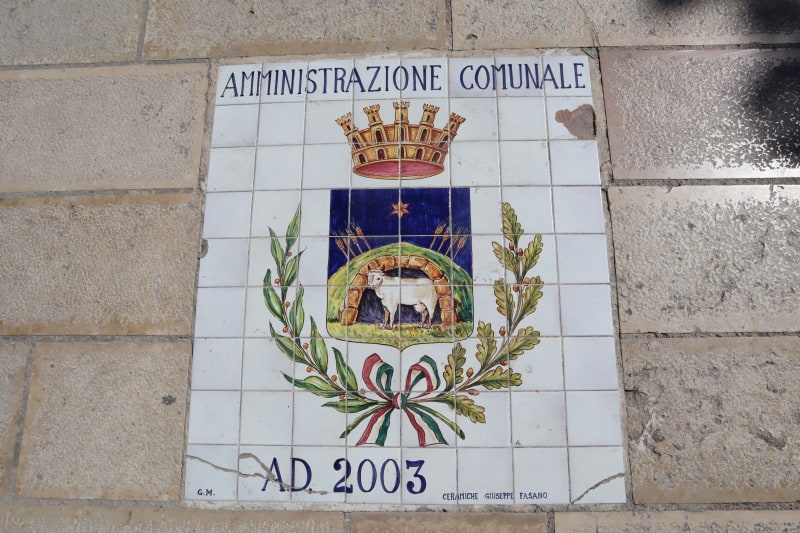 AMMINISTRAZIONE COMUNALE
AD 2003
G.M.
CERAMICHE GIUSEPPE FASANO